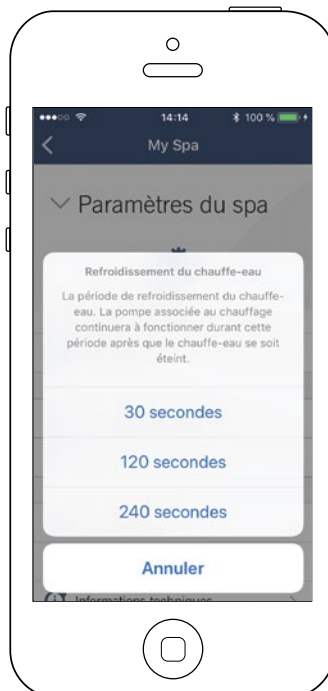 14:14
100 %
My Spa
Paramètres du spa
Refroidissement du chauffe-eau
La période de refroidissement du chauffe-
eau. La pompe associée au chauffage
continuera à fonctionner durant cette
période après que le chauffe-eau se soit
éteint.
30 secondes
120 secondes
240 secondes
Annuler
Informations techniques